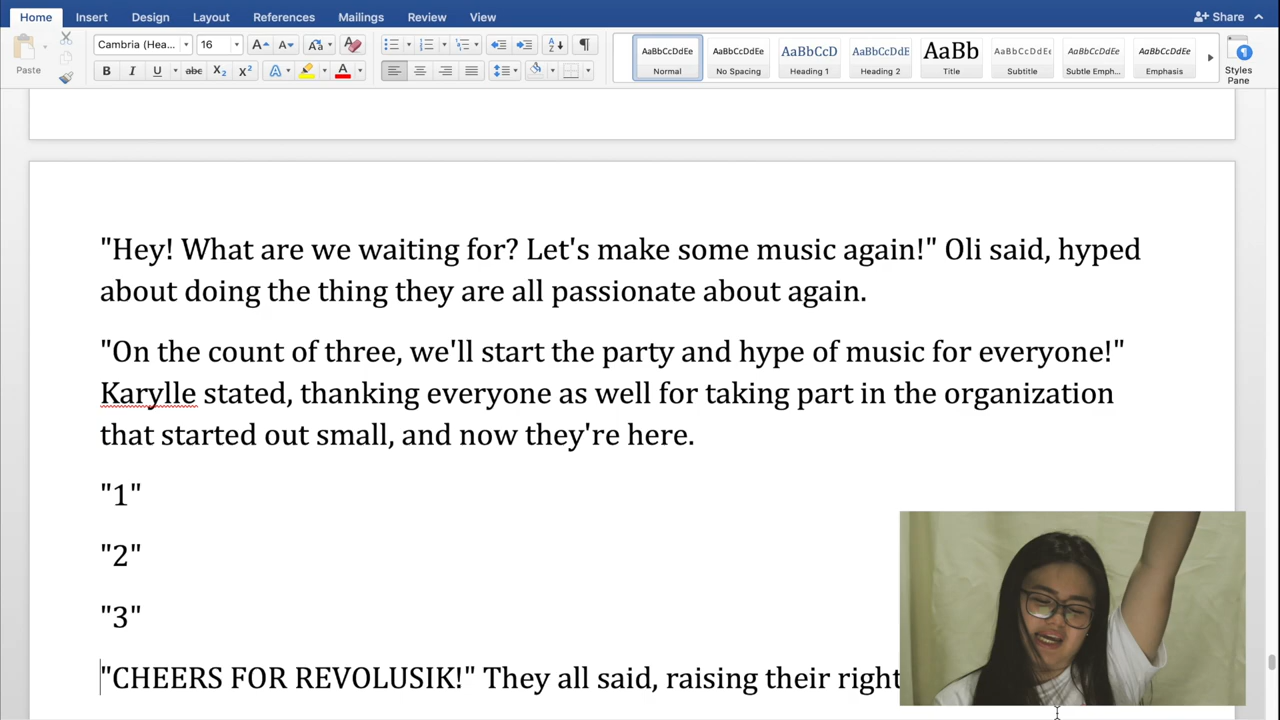 Home Insert Design Layout References Mailings Review View Share
Paste Cambri (Hea... 16 AaBbCcDdEe AaBbCcDdEe AaBbCcD AaBbCcDdE AaBb AaBbCcDdEe AaBbCcDdEe AaBbCcDdEe
B I U abc X2 X2 A A Normal No Spacing Heading 1 Heading 2 Title Subtitle Subtle Emph... Emphasis Styles Pane
"Hey! What are we waiting for? Let's make some music again!" Oli said, hyped
about doing the thing they are all passionate about again.
"On the count of three, we'll start the party and hype of music for everyone!"
Karylle stated, thanking everyone as well for taking part in the organization
that started out small, and now they're here.
"1"
"2"
"3"
"CHEERS FOR REVOLUSIK!" They all said, raising their right